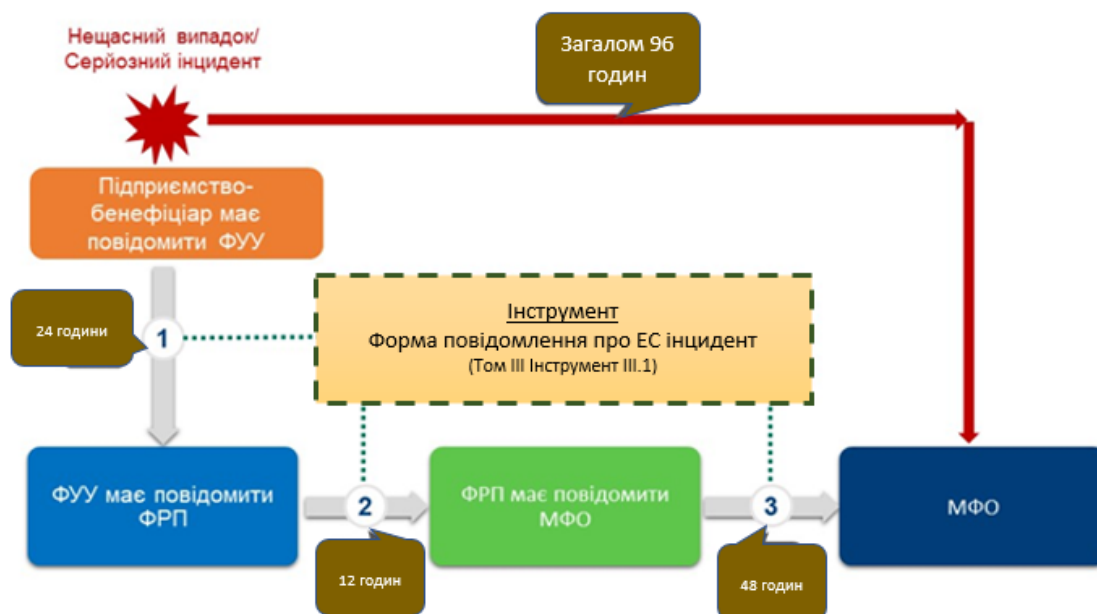 Нещасний випадок/
Серйозний інцидент
Загалом 96
годин
Підприємство-
бенефіціар має
повідомити ФУУ
24 години
1
Інструмент
Форма повідомлення про ЕС інцидент
(Том III Інструмент III.1)
ФУУ має повідомити
ФРП
2
ФРП має повідомити
МФО
3
МФО
12 годин
48 годин